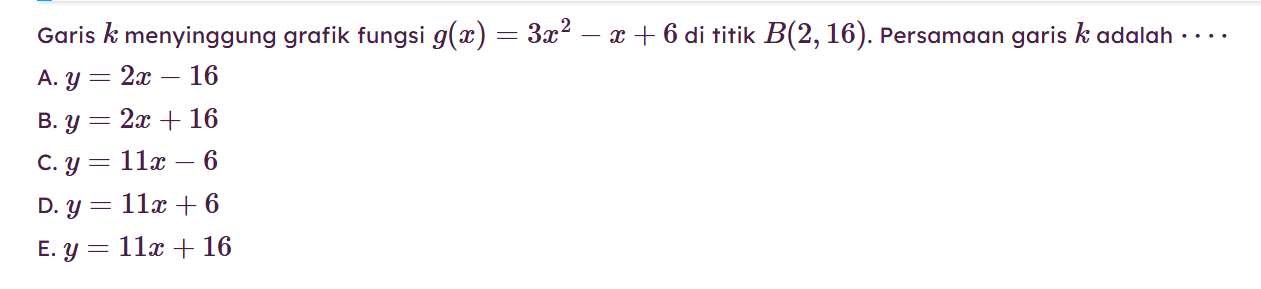 Garis k menyinggung grafik fungsi g(x) = 3x² − x + 6 di titik B(2, 16). Persamaan garis k adalah ····
A. y = 2x − 16
B. y = 2x + 16
C. y = 11x − 6
D. y = 11x + 6
E. y = 11x + 16